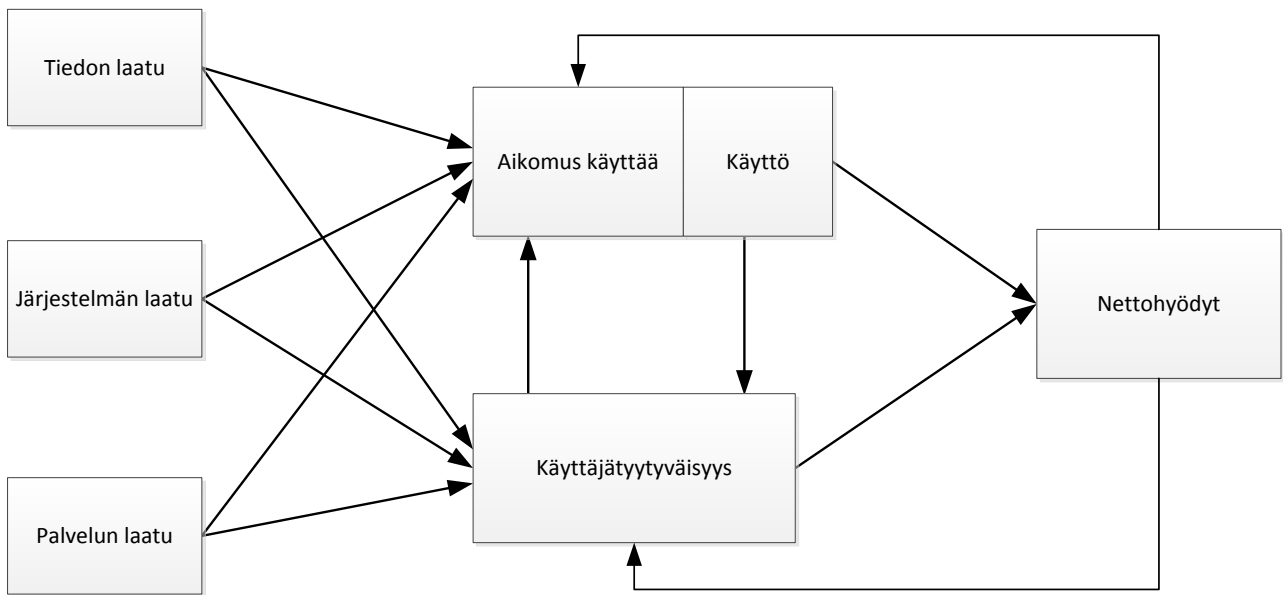 Tiedon laatu
Aikomus käyttää
Käyttö
Järjestelmän laatu
Nettohyödyt
Käyttäjätyytyväisyys
Palvelun laatu